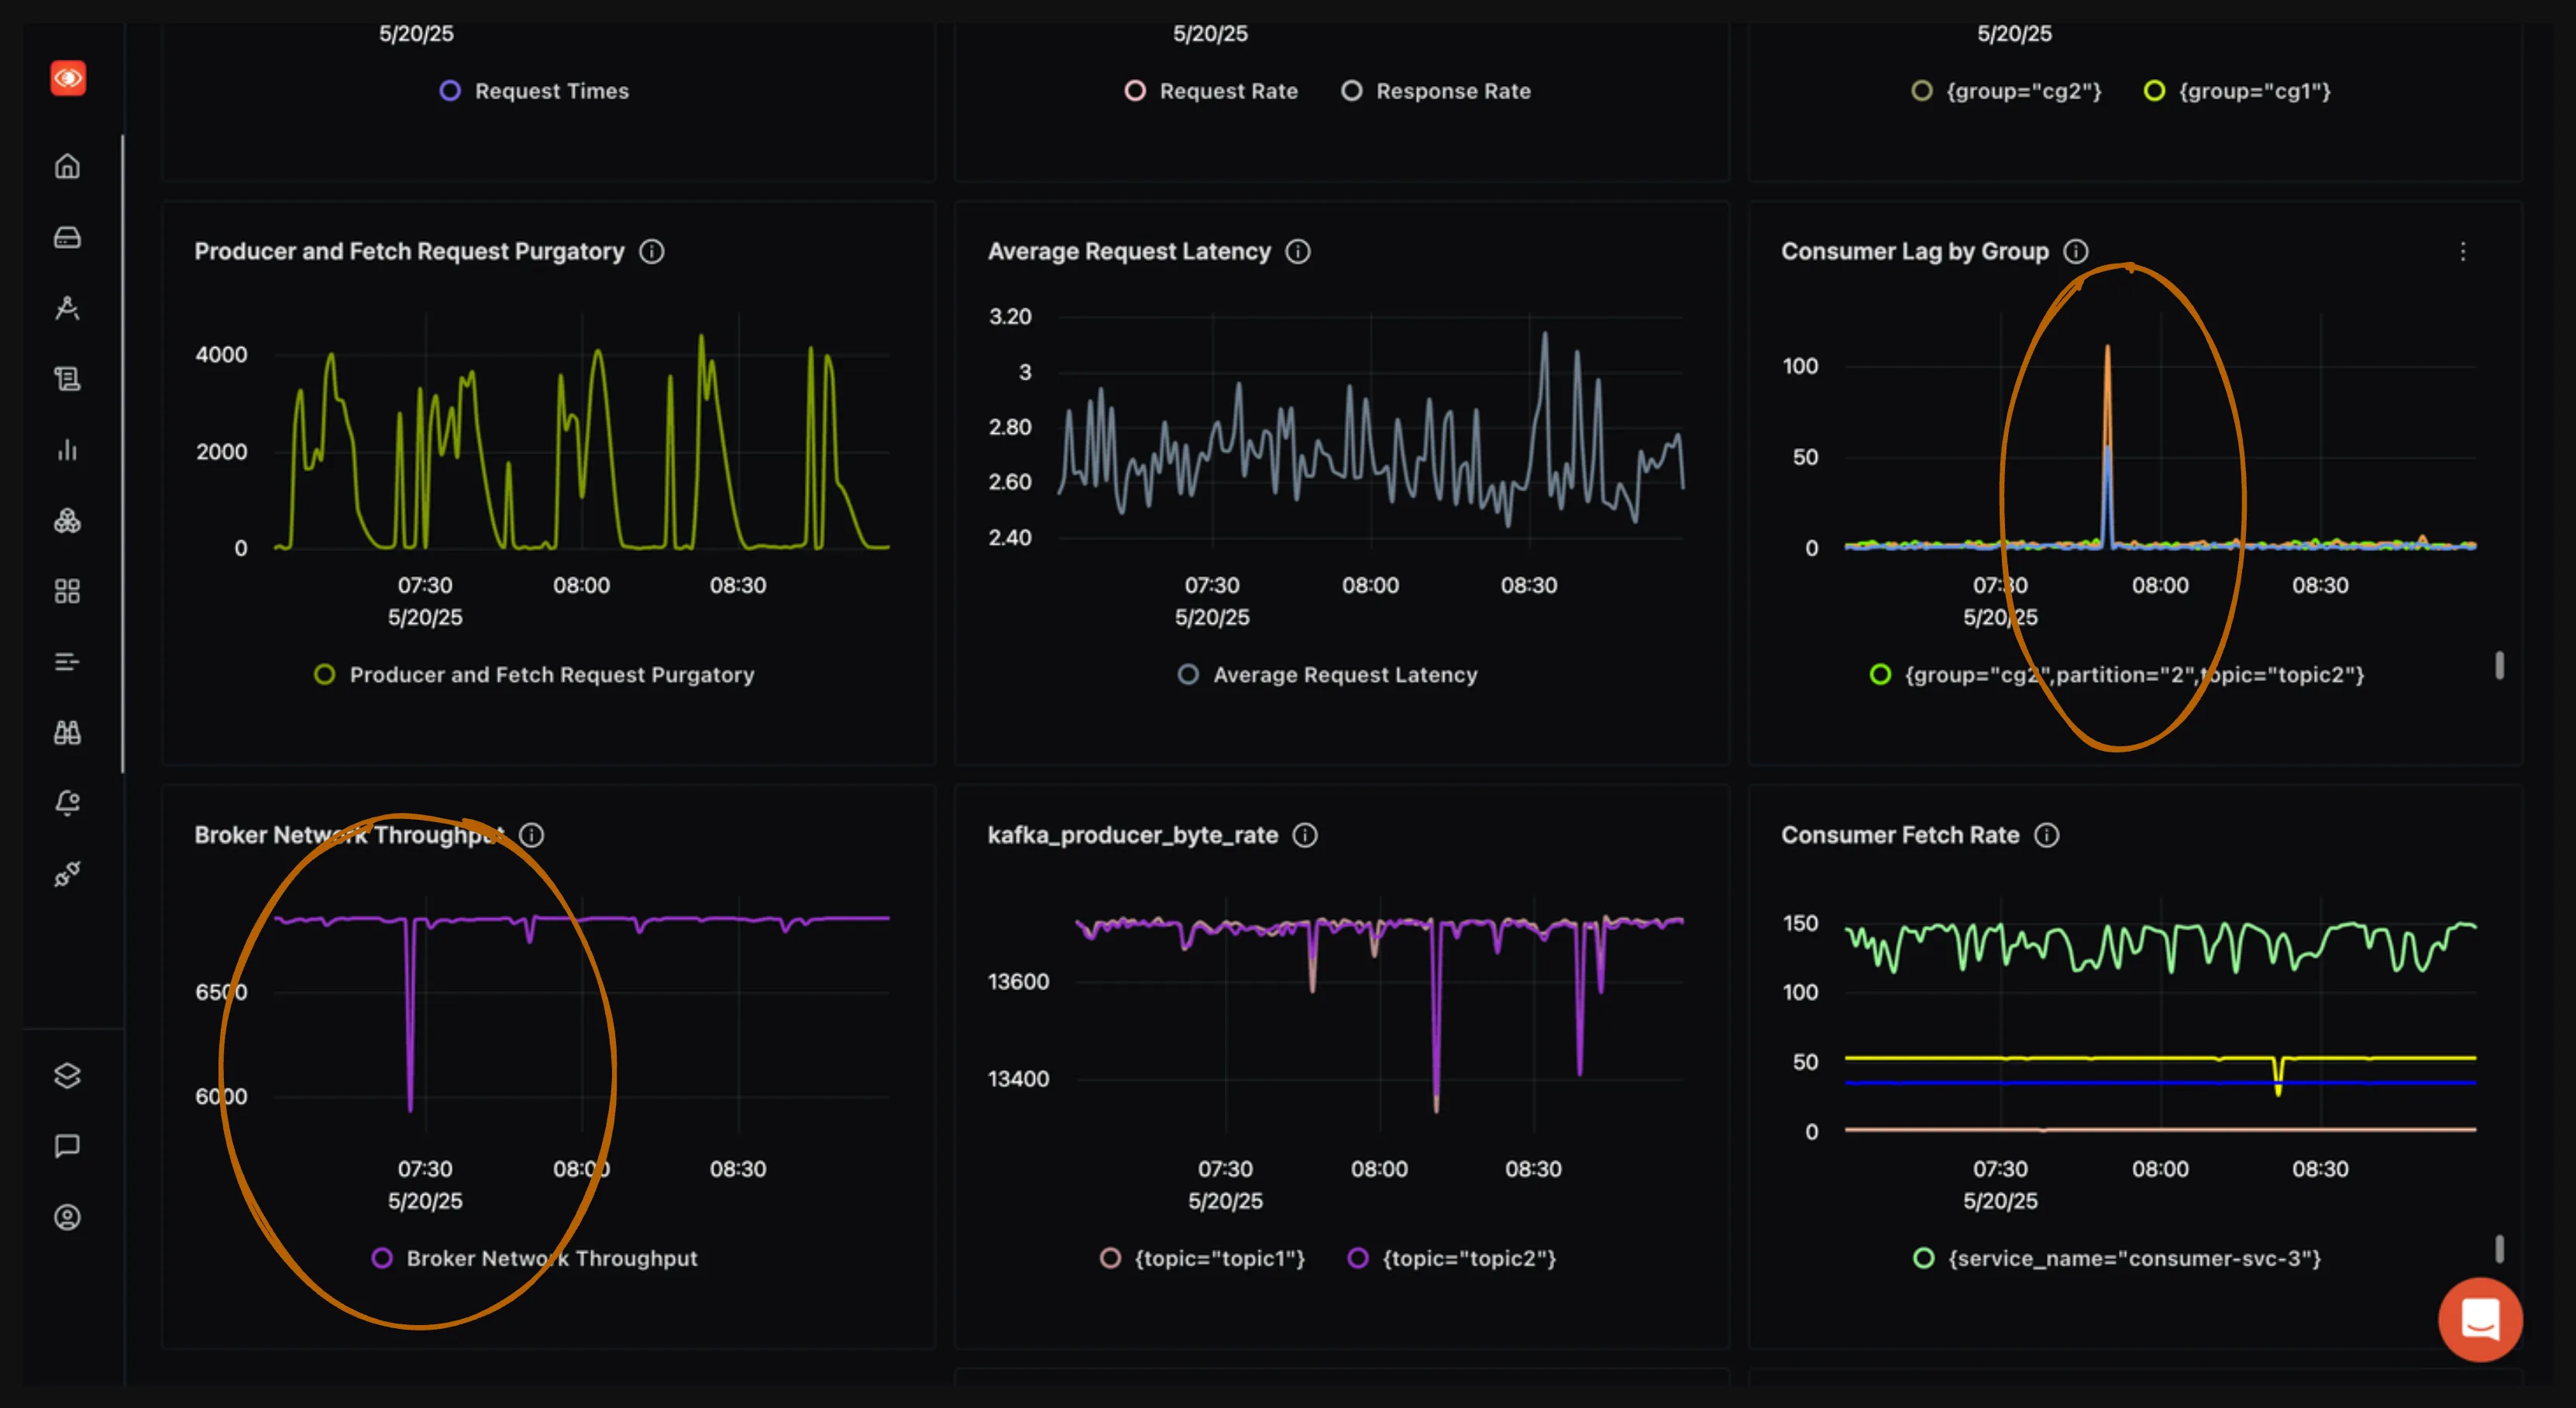 5/20/25
5/20/25
5/20/25
Request Times
Request Rate Response Rate
{group="cg2"} {group="cg1"}
Producer and Fetch Request Purgatory
4000
2000
0
07:30 08:00 08:30
5/20/25
Producer and Fetch Request Purgatory
Average Request Latency
3.20
3
2.80
2.60
2.40
07:30 08:00 08:30
5/20/25
Average Request Latency
Consumer Lag by Group
100
50
0
07:30 08:00 08:30
5/20/25
{group="cg2",partition="2",topic="topic2"}
Broker Network Throughput
6500
6000
07:30 08:00 08:30
5/20/25
Broker Network Throughput
kafka_producer_byte_rate
13600
13400
07:30 08:00 08:30
5/20/25
{topic="topic1"} {topic="topic2"}
Consumer Fetch Rate
150
100
50
0
07:30 08:00 08:30
5/20/25
{service_name="consumer-svc-3"}